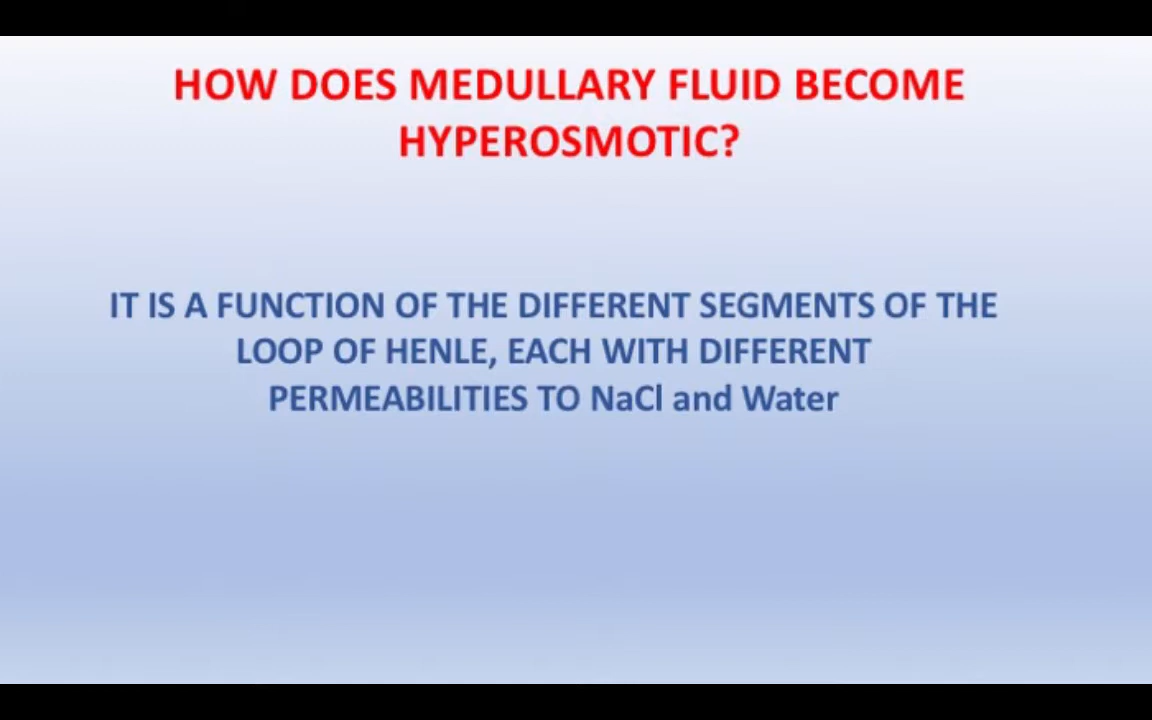 HOW DOES MEDULLARY FLUID BECOME
HYPEROSMOTIC?
IT IS A FUNCTION OF THE DIFFERENT SEGMENTS OF THE
LOOP OF HENLE, EACH WITH DIFFERENT
PERMEABILITIES TO NaCl and Water